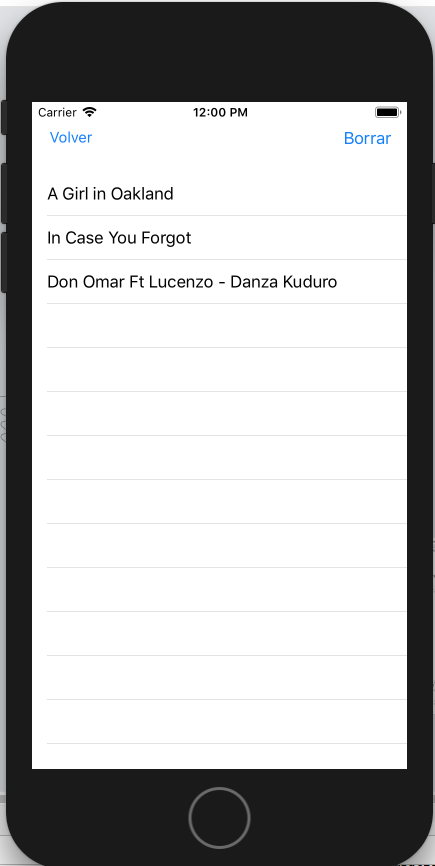 Carrier 12:00 PM
Volver Borrar
A Girl in Oakland
In Case You Forgot
Don Omar Ft Lucenzo - Danza Kuduro